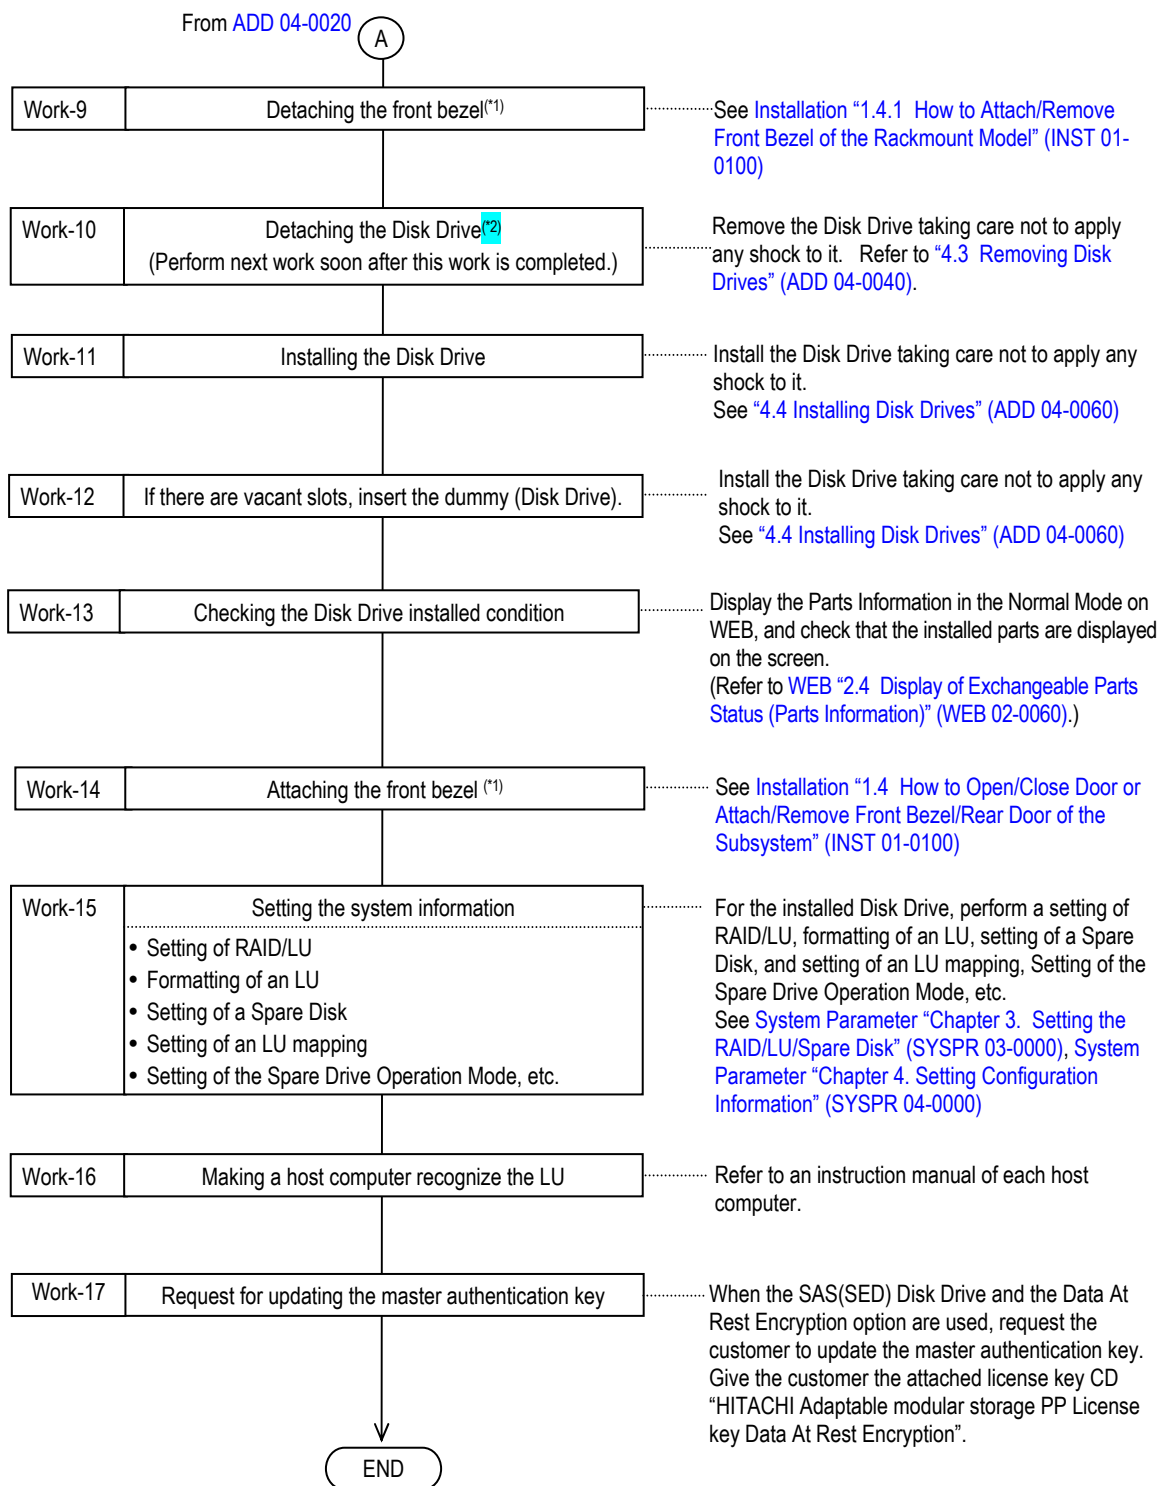 From ADD 04-0020
A
Work-9
Detaching the front bezel(*1)
See Installation “1.4.1 How to Attach/Remove
Front Bezel of the Rackmount Model” (INST 01-
0100)
Work-10
Detaching the Disk Drive(*2)
(Perform next work soon after this work is completed.)
Remove the Disk Drive taking care not to apply
any shock to it. Refer to “4.3 Removing Disk
Drives” (ADD 04-0040).
Work-11
Installing the Disk Drive
Install the Disk Drive taking care not to apply any
shock to it.
See “4.4 Installing Disk Drives” (ADD 04-0060)
Work-12
If there are vacant slots, insert the dummy (Disk Drive).
Install the Disk Drive taking care not to apply any
shock to it.
See “4.4 Installing Disk Drives” (ADD 04-0060)
Work-13
Checking the Disk Drive installed condition
Display the Parts Information in the Normal Mode on
WEB, and check that the installed parts are displayed
on the screen.
(Refer to WEB “2.4 Display of Exchangeable Parts
Status (Parts Information)” (WEB 02-0060).)
Work-14
Attaching the front bezel (*1)
See Installation “1.4 How to Open/Close Door or
Attach/Remove Front Bezel/Rear Door of the
Subsystem” (INST 01-0100)
Work-15
Setting the system information
• Setting of RAID/LU
• Formatting of an LU
• Setting of a Spare Disk
• Setting of an LU mapping
• Setting of the Spare Drive Operation Mode, etc.
For the installed Disk Drive, perform a setting of
RAID/LU, formatting of an LU, setting of a Spare
Disk, and setting of an LU mapping, Setting of the
Spare Drive Operation Mode, etc.
See System Parameter “Chapter 3. Setting the
RAID/LU/Spare Disk” (SYSPR 03-0000), System
Parameter “Chapter 4. Setting Configuration
Information” (SYSPR 04-0000)
Work-16
Making a host computer recognize the LU
Refer to an instruction manual of each host
computer.
Work-17
Request for updating the master authentication key
When the SAS(SED) Disk Drive and the Data At
Rest Encryption option are used, request the
customer to update the master authentication key.
Give the customer the attached license key CD
“HITACHI Adaptable modular storage PP License
key Data At Rest Encryption”.
END